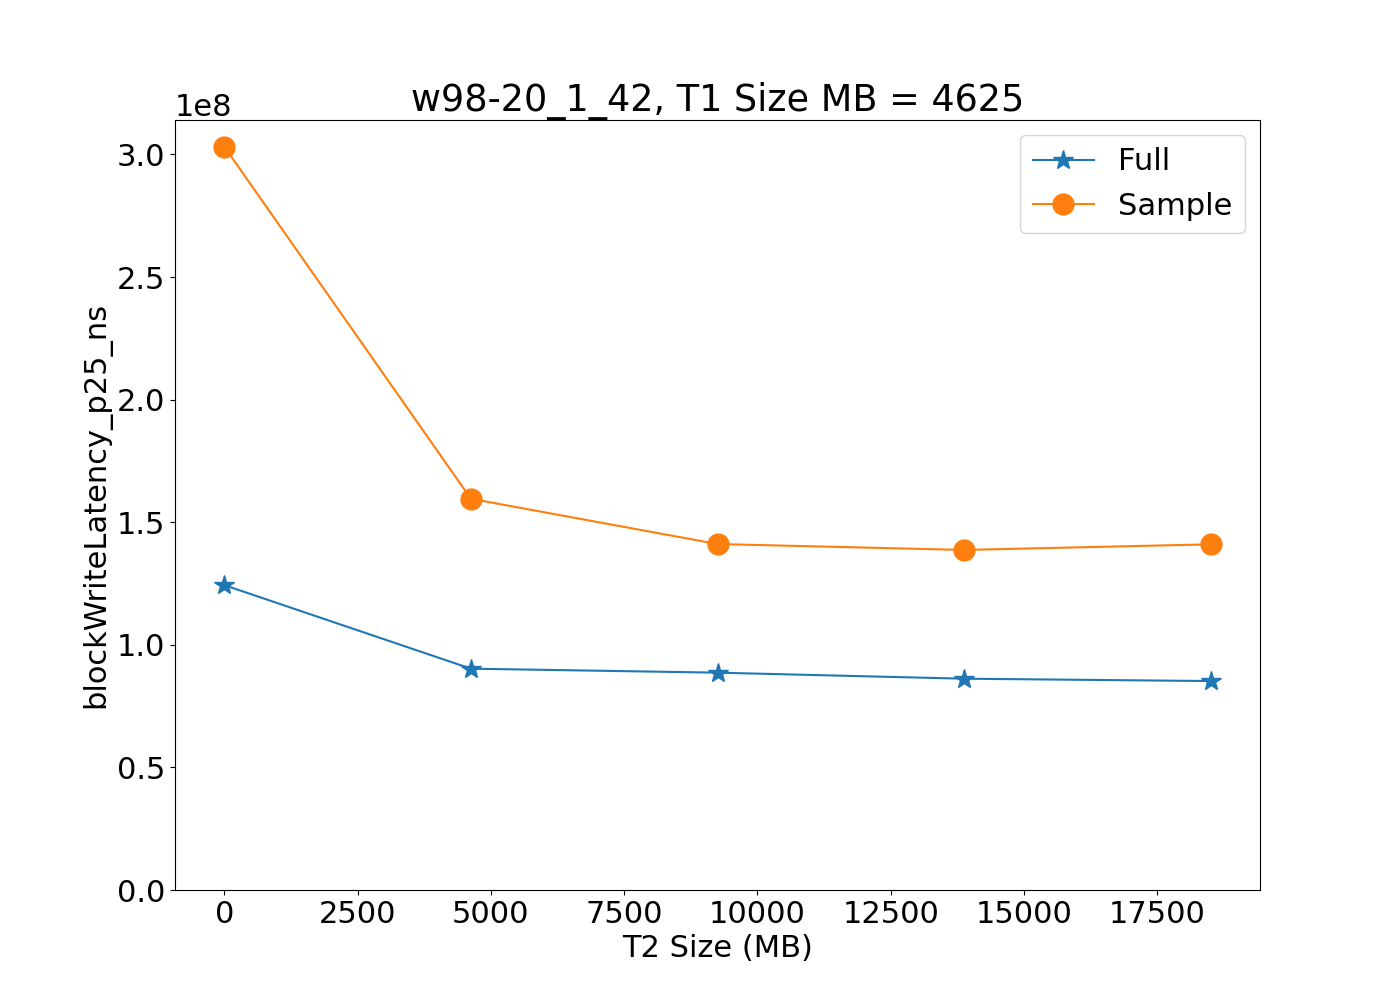 w98-20_1_42, T1 Size MB = 4625
1e8
Full
Sample
3.0
2.5
2.0
1.5
1.0
0.5
0.0
blockWriteLatency_p25_ns
0 2500 5000 7500 10000 12500 15000 17500
T2 Size (MB)